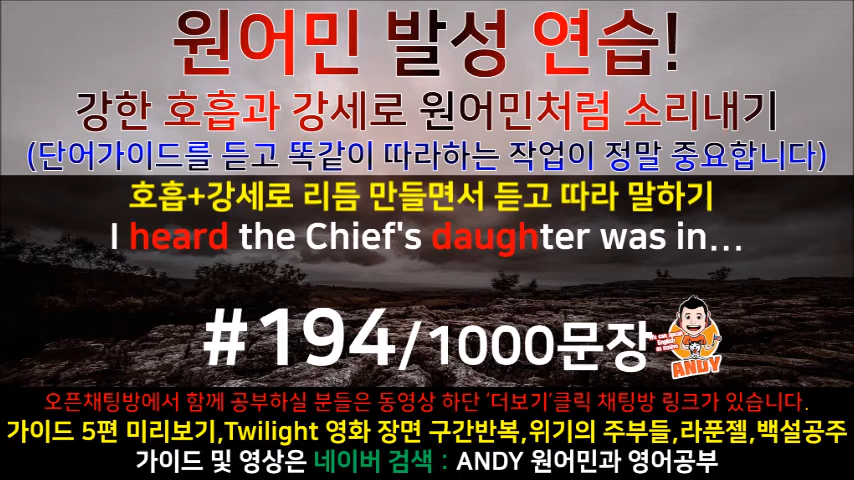 원어민 발성 연습!
강한 호흡과 강세로 원어민처럼 소리내기
(단어가이드를 듣고 똑같이 따라하는 작업이 정말 중요합니다)
호흡+강세로 리듬 만들면서 듣고 따라 말하기
I heard the Chief's daughter was in...
#194/1000문장
We can speak
English
as Native
ANDY
오픈채팅방에서 함께 공부하실 분들은 동영상 하단 '더보기'클릭 채팅방 링크가 있습니다.
가이드 5편 미리보기,Twilight 영화 장면 구간반복,위기의 주부들,라푼젤,백설공주
가이드 및 영상은 네이버 검색 : ANDY 원어민과 영어공부